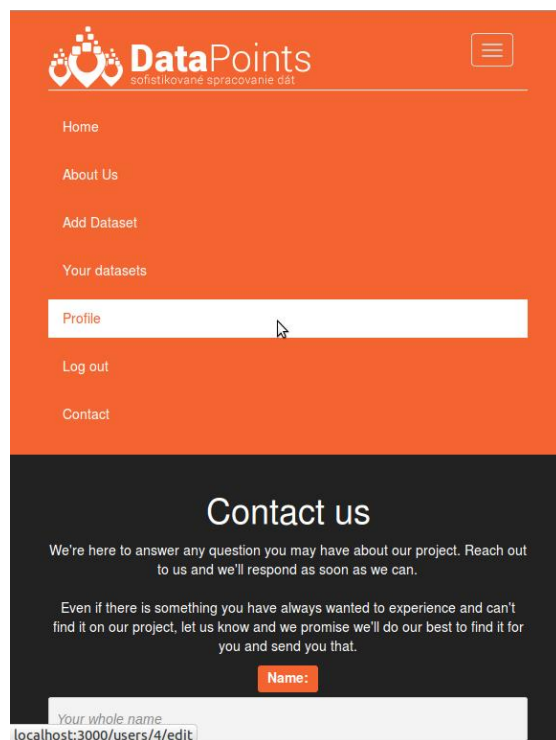 DataPoints
sofistikované spracovanie dát
Home
About Us
Add Dataset
Your datasets
Profile
Log out
Contact
Contact us
We're here to answer any question you may have about our project. Reach out
to us and we'll respond as soon as we can.
Even if there is something you have always wanted to experience and can't
find it on our project, let us know and we promise we'll do our best to find it for
you and send you that.
Name:
Your whole name
localhost:3000/users/4/edit